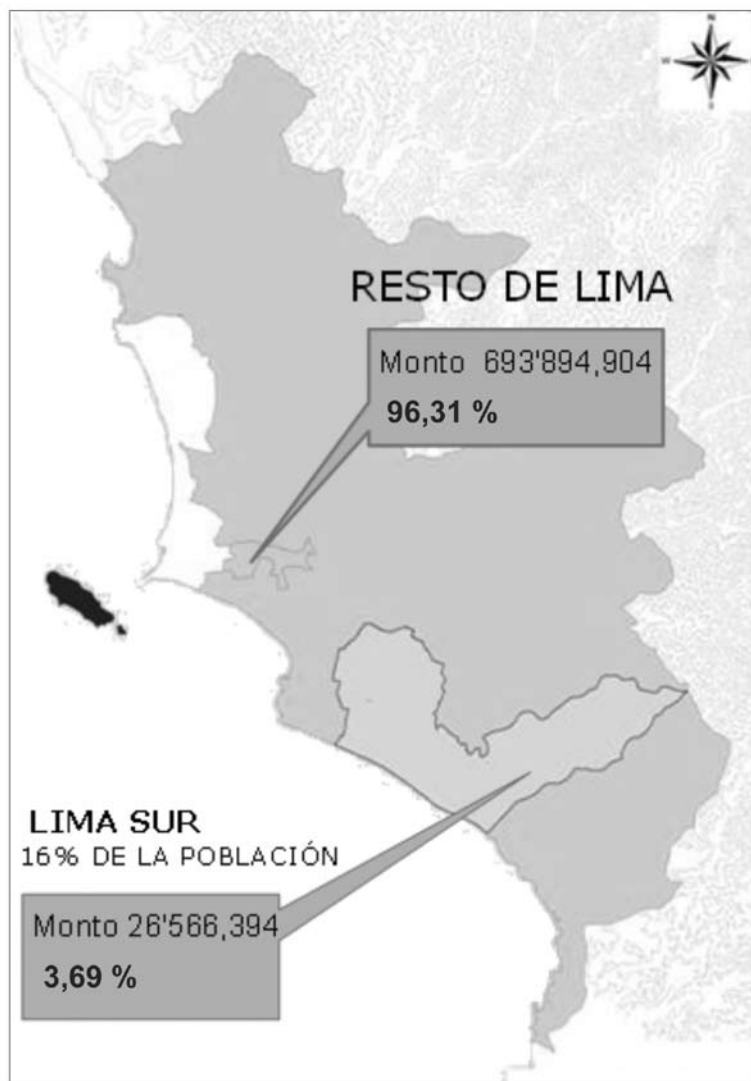 N
RESTO DE LIMA
Monto 693'894,904
96,31 %
LIMA SUR
16% DE LA POBLACIÓN
Monto 26'566,394
3,69 %